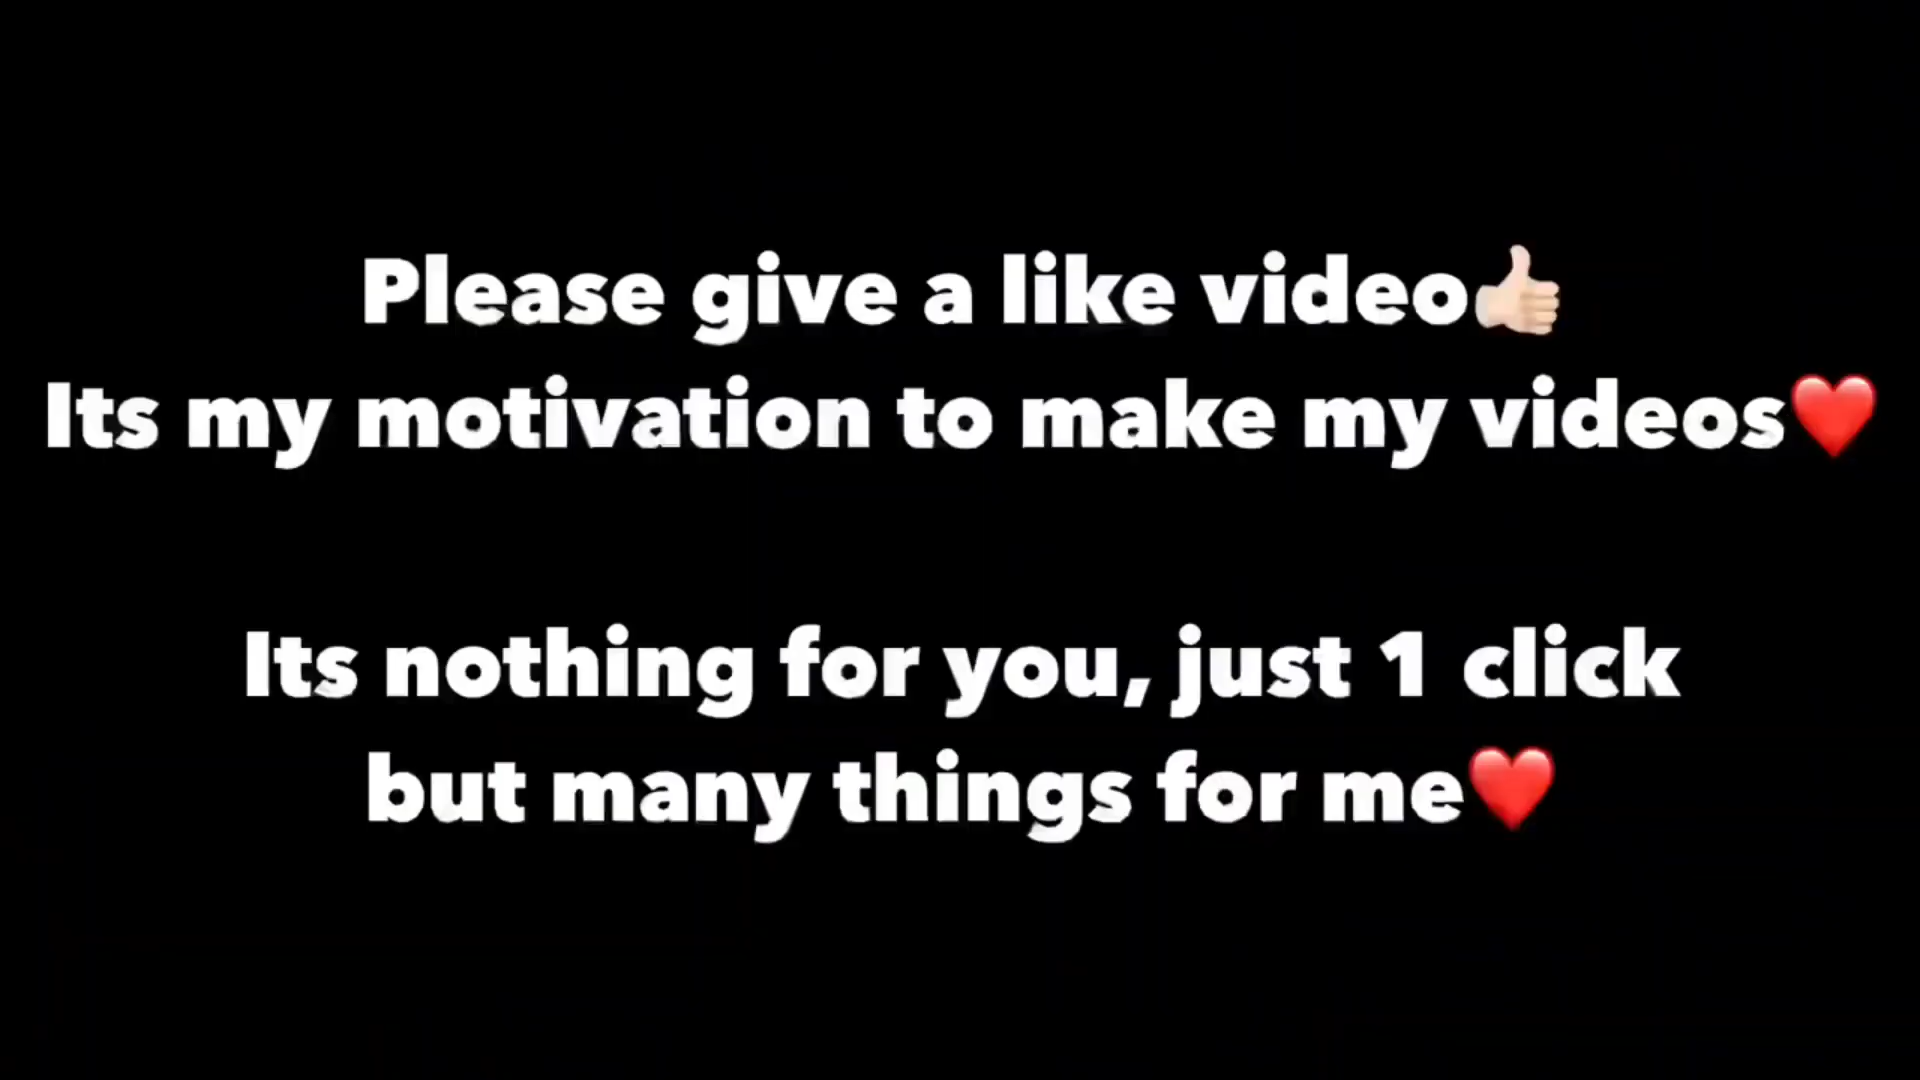 Please give a like video👍🏻
Its my motivation to make my videos❤️
Its nothing for you, just 1 click
but many things for me❤️